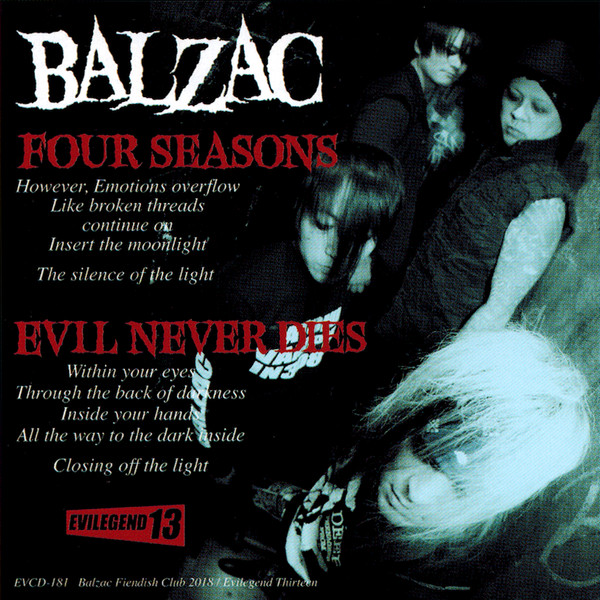 BALZAC
FOUR SEASONS
However, Emotions overflow
Like broken threads
continue on
Insert the moonlight
The silence of the light
EVIL NEVER DIES
Within your eyes
Through the back of darkness
Inside your hands
All the way to the dark inside
Closing off the light
EVILEGEND 13
EVCD-181 Balzac Fiendish Club 2018 / Evilegend Thirteen